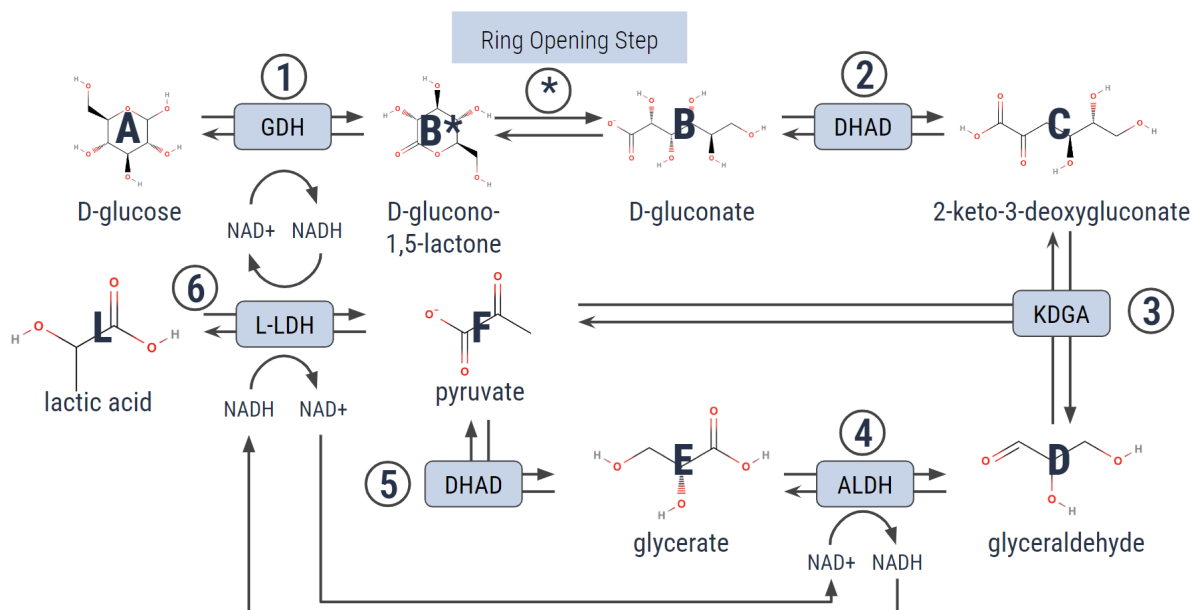 Ring Opening Step
1
*
2
GDH
DHAD
A
B*
B
C
D-glucose
D-glucono-
1,5-lactone
D-gluconate
2-keto-3-deoxygluconate
NAD+
NADH
6
L-LDH
KDGA
3
L
F
lactic acid
pyruvate
NADH
NAD+
4
5
DHAD
E
ALDH
D
glycerate
glyceraldehyde
NAD+
NADH